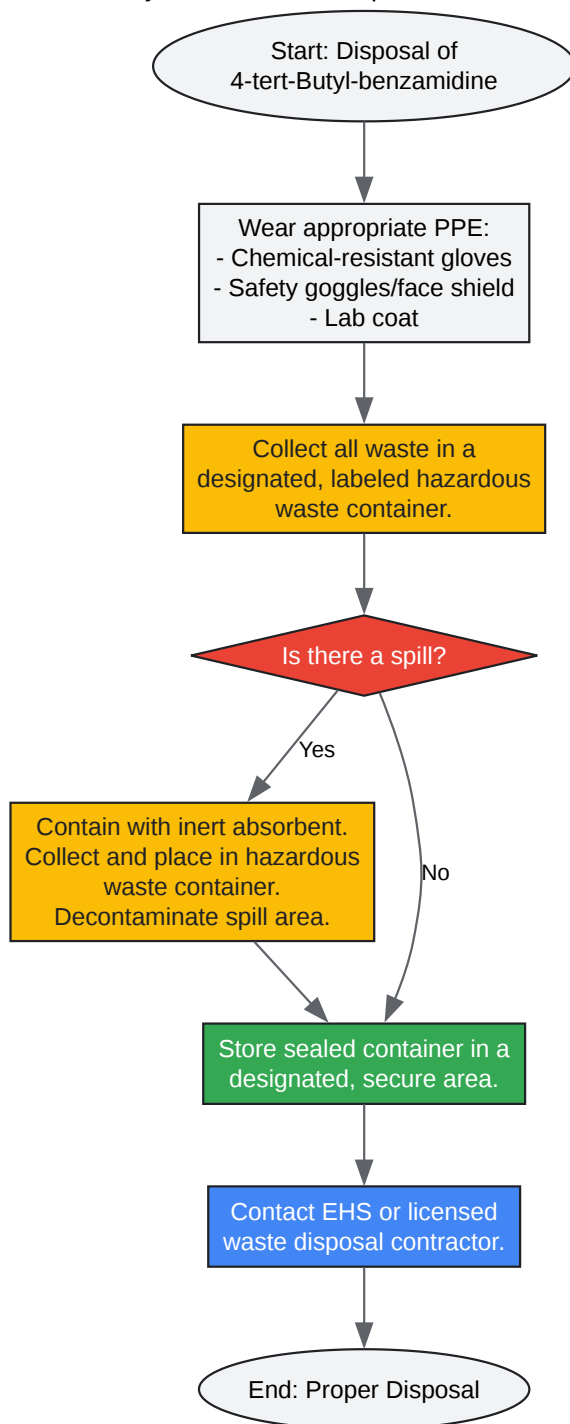 Start: Disposal of
4-tert-Butyl-benzamidine
Wear appropriate PPE:
- Chemical-resistant gloves
- Safety goggles/face shield
- Lab coat
Collect all waste in a
designated, labeled hazardous
waste container.
Is there a spill?
Yes
No
Contain with inert absorbent.
Collect and place in hazardous
waste container.
Decontaminate spill area.
Store sealed container in a
designated, secure area.
Contact EHS or licensed
waste disposal contractor.
End: Proper Disposal